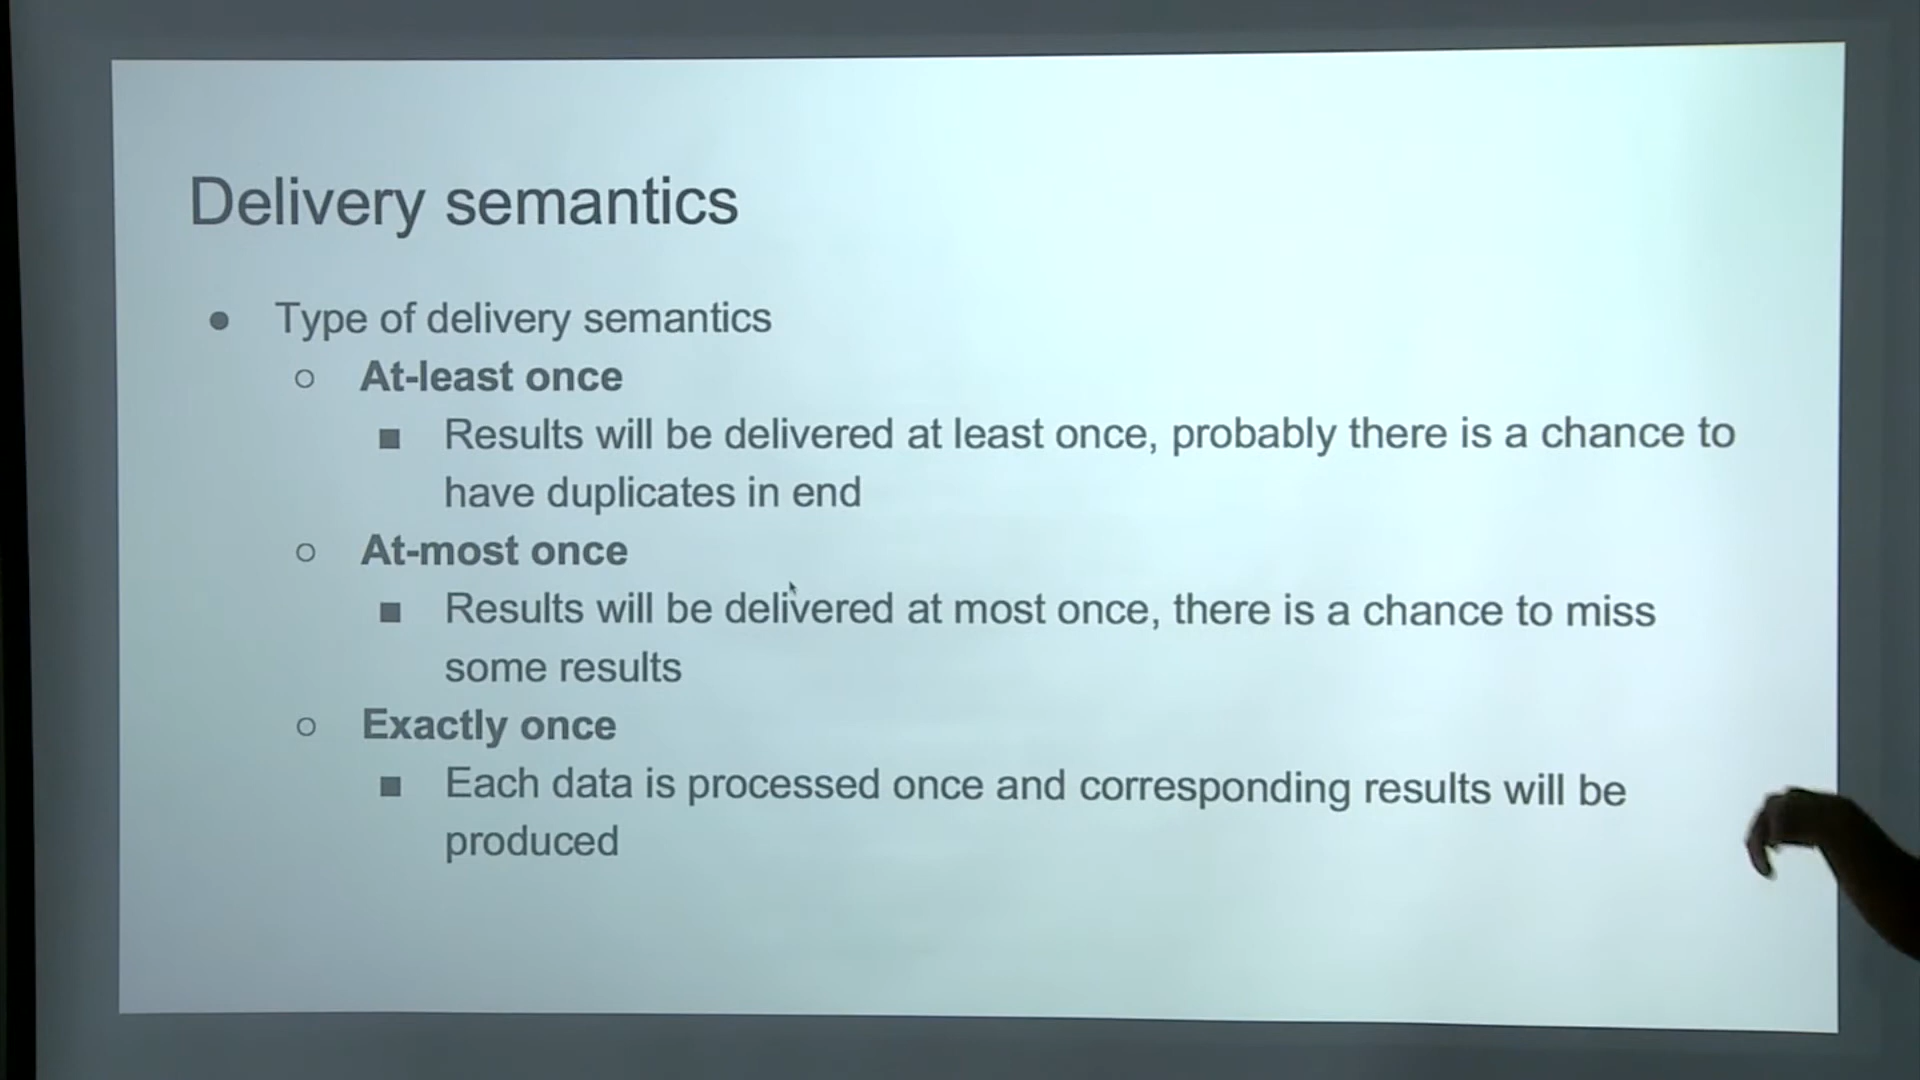 Delivery semantics
● Type of delivery semantics
○ At-least once
■ Results will be delivered at least once, probably there is a chance to
have duplicates in end
○ At-most once
■ Results will be delivered at most once, there is a chance to miss
some results
○ Exactly once
■ Each data is processed once and corresponding results will be
produced